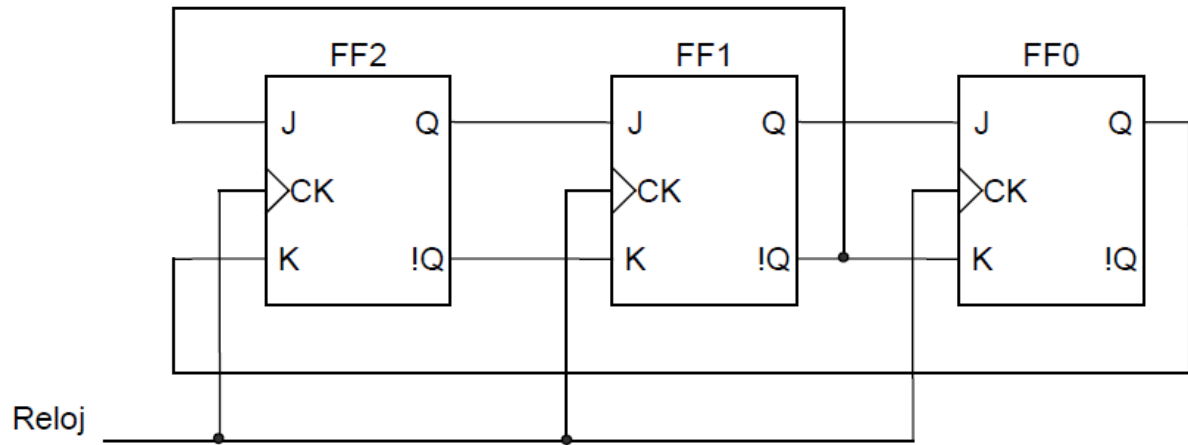 FF2 FF1 FF0
J Q J Q J Q
CK CK CK
K !Q K !Q K !Q
Reloj